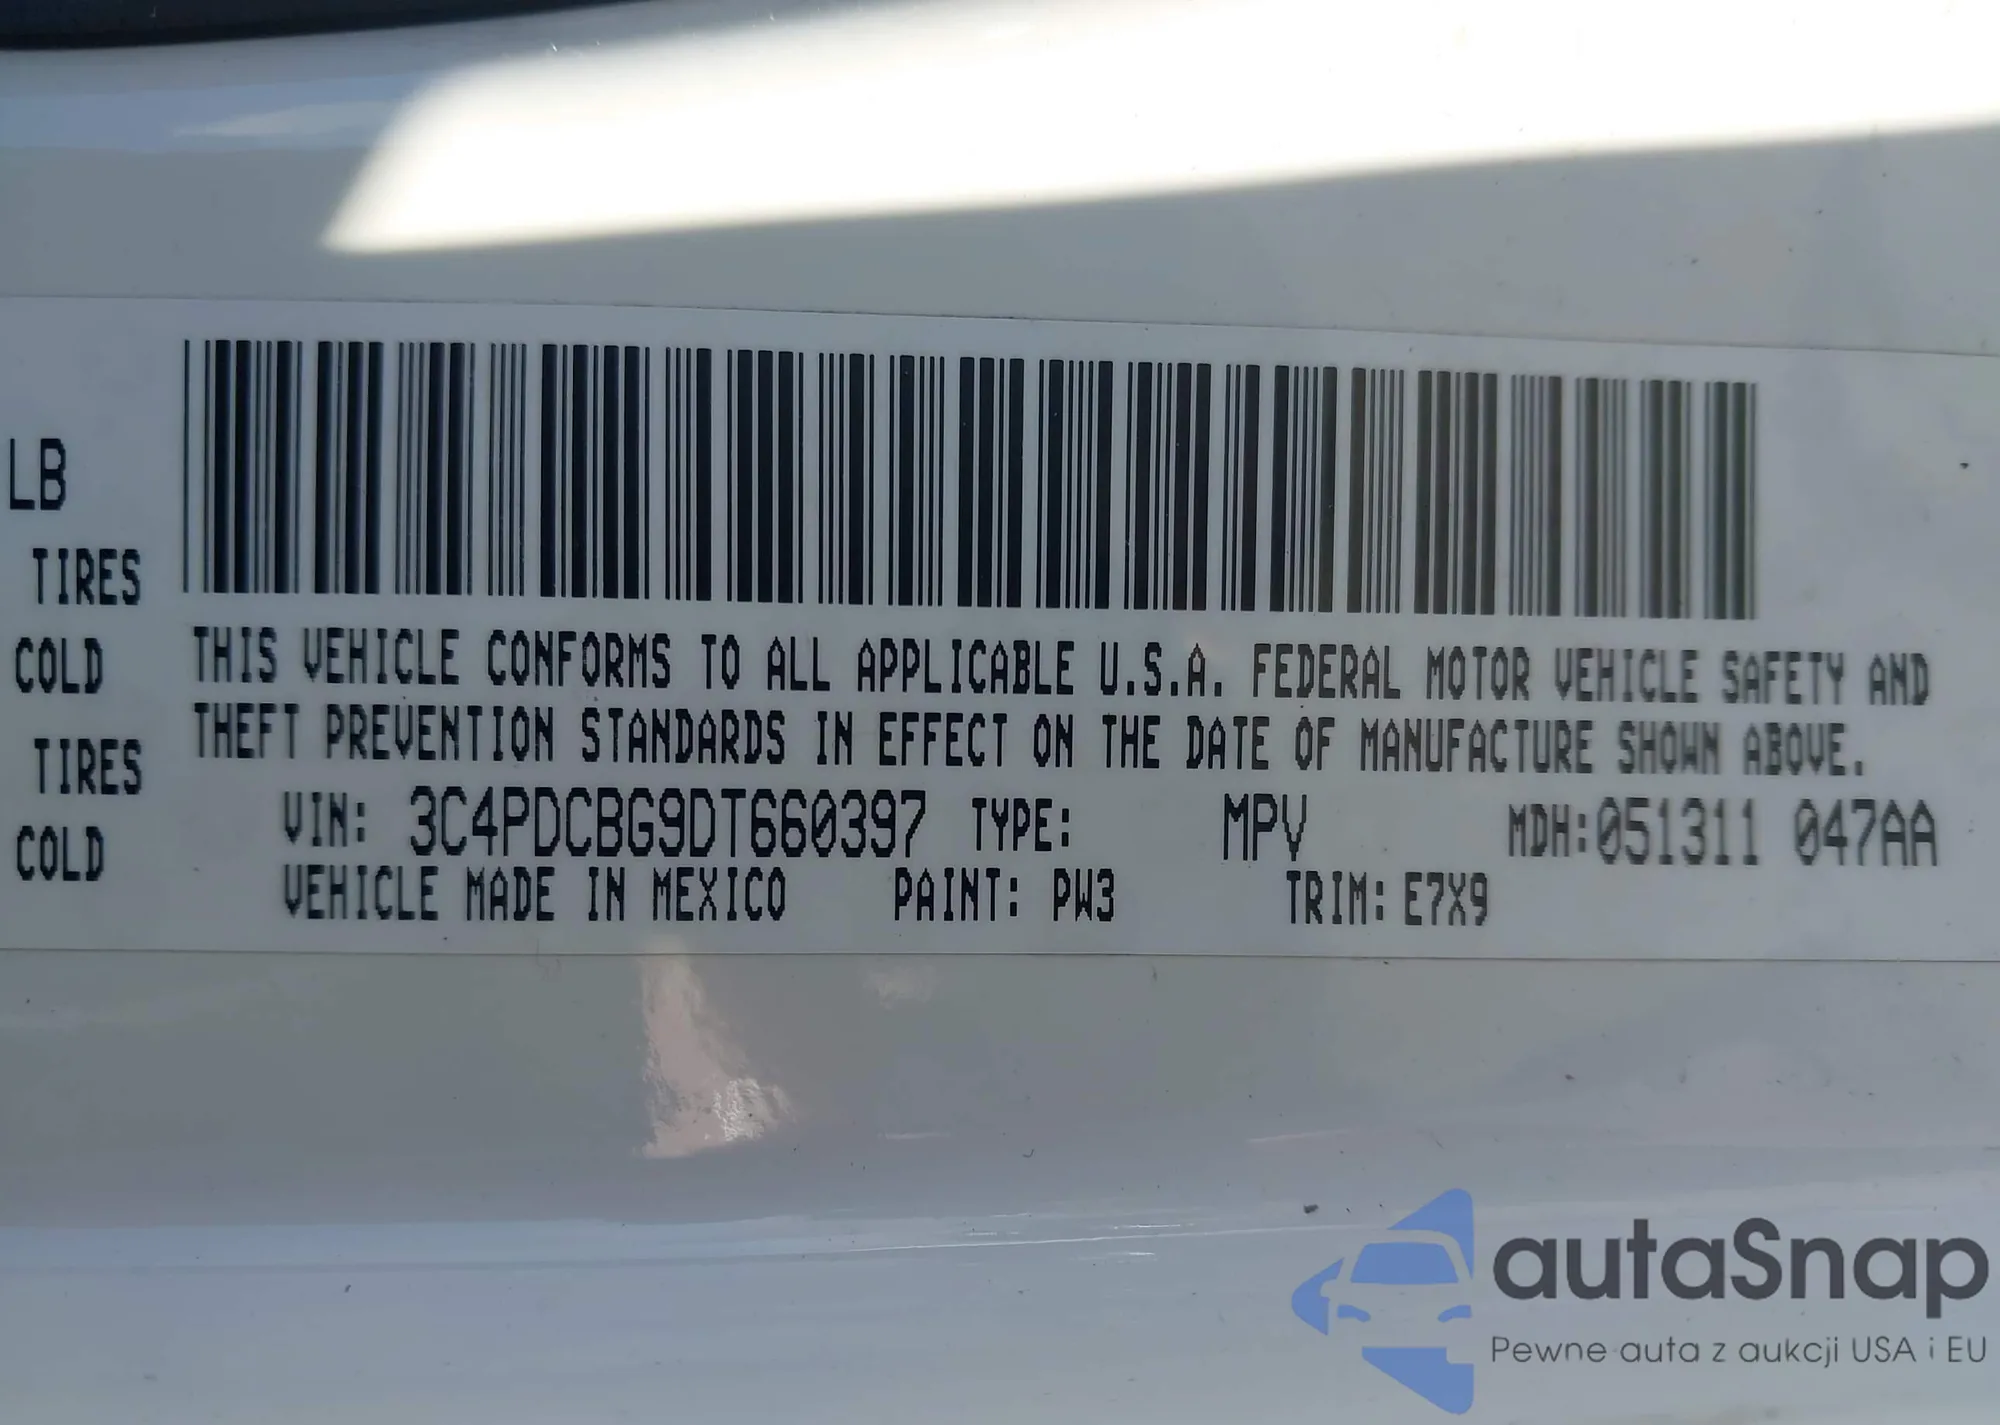 LB
TIRES
COLD
TIRES
COLD
THIS VEHICLE CONFORMS TO ALL APPLICABLE U.S.A. FEDERAL MOTOR VEHICLE SAFETY AND
THEFT PREVENTION STANDARDS IN EFFECT ON THE DATE OF MANUFACTURE SHOWN ABOVE.
VIN: 3C4PDCBG9DT660397 TYPE: MPV MDH:051311 047AA
VEHICLE MADE IN MEXICO PAINT: PW3 TRIM: E7X9
autaSnap
Pewne auta z aukcji USA i EU